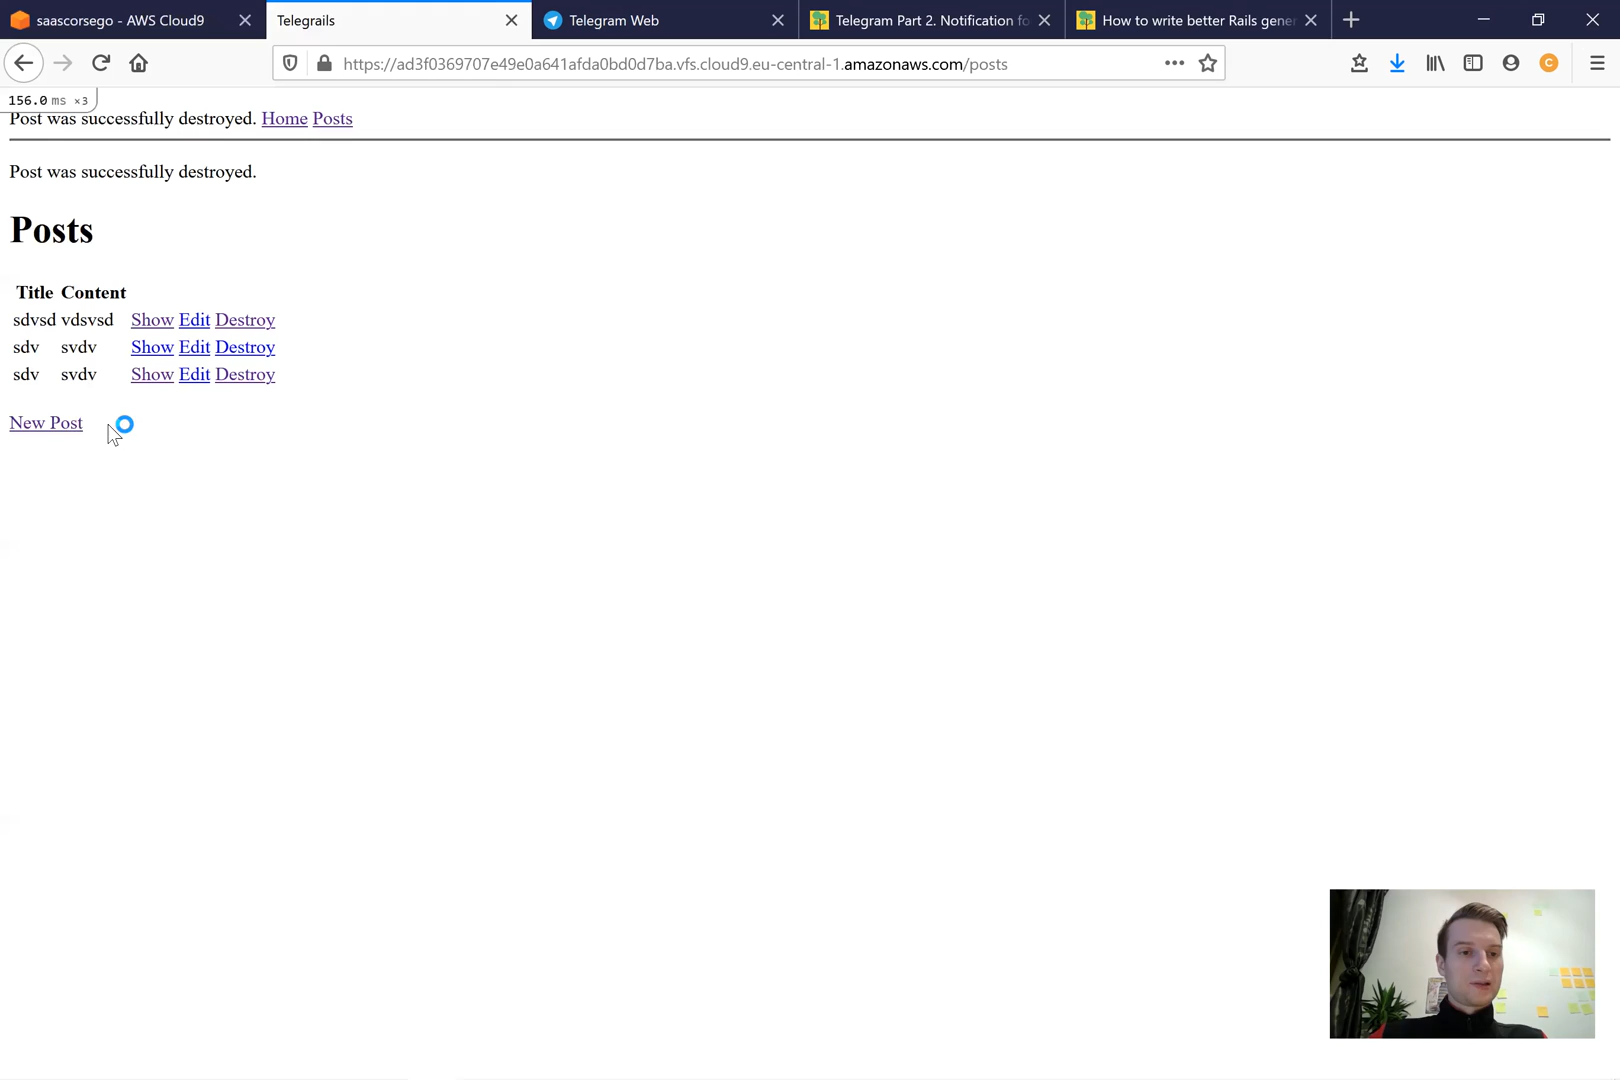 saascorsego - AWS Cloud9
Telegrails
Telegram Web
Telegram Part 2. Notification fo
How to write better Rails gener
https://ad3f0369707e49e0a641afda0bd0d7ba.vfs.cloud9.eu-central-1.amazonaws.com/posts
C
156.0 ms ×3
Post was successfully destroyed. Home Posts
Post was successfully destroyed.
Posts
Title Content
sdvsd vdsvsd Show Edit Destroy
sdv svdv Show Edit Destroy
sdv svdv Show Edit Destroy
New Post